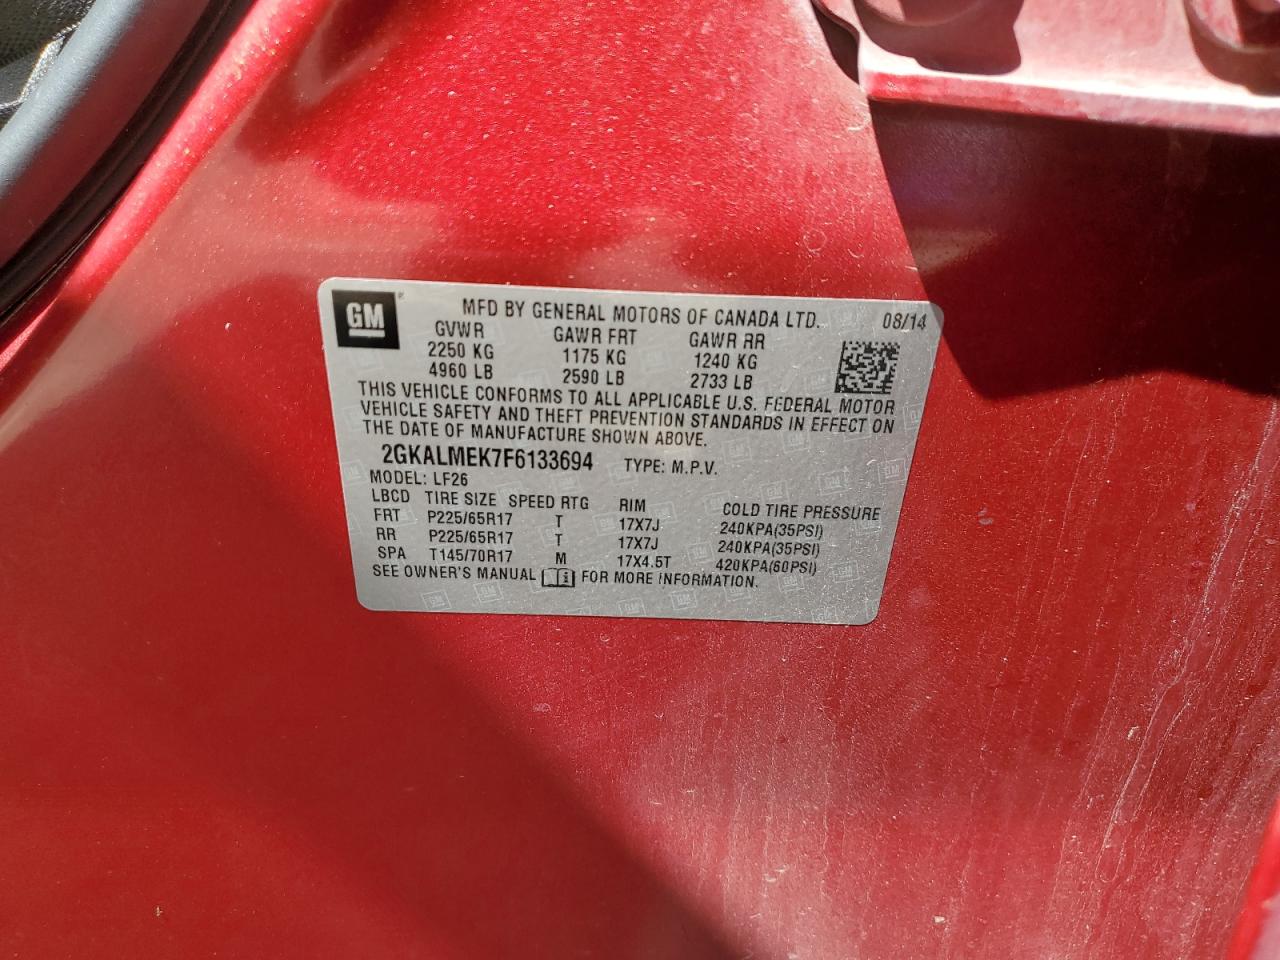 GM
MFD BY GENERAL MOTORS OF CANADA LTD. 08/14
GVWR GAWR FRT GAWR RR
2250 KG 1175 KG 1240 KG
4960 LB 2590 LB 2733 LB
THIS VEHICLE CONFORMS TO ALL APPLICABLE U.S. FEDERAL MOTOR
VEHICLE SAFETY AND THEFT PREVENTION STANDARDS IN EFFECT ON
THE DATE OF MANUFACTURE SHOWN ABOVE.
2GKALMEK7F6133694 TYPE: M.P.V.
MODEL: LF26
LBCD TIRE SIZE SPEED RTG RIM COLD TIRE PRESSURE
FRT P225/65R17 T 17X7J 240KPA(35PSI)
RR P225/65R17 T 17X7J 240KPA(35PSI)
SPA T145/70R17 M 17X4.5T 420KPA(60PSI)
SEE OWNER'S MANUAL FOR MORE INFORMATION.